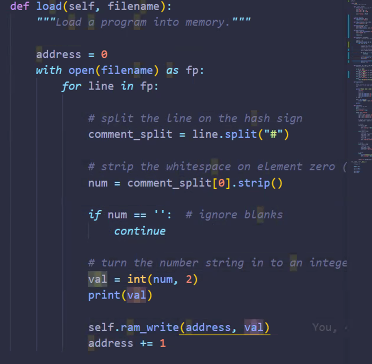 def load(self, filename):
    """Load a program into memory."""

    address = 0
    with open(filename) as fp:
        for line in fp:

            # split the line on the hash sign
            comment_split = line.split("#")

            # strip the whitespace on element zero (
            num = comment_split[0].strip()

            if num == '':  # ignore blanks
                continue

            # turn the number string in to an intege
            val = int(num, 2)
            print(val)

            self.ram_write(address, val)    You,
            address += 1